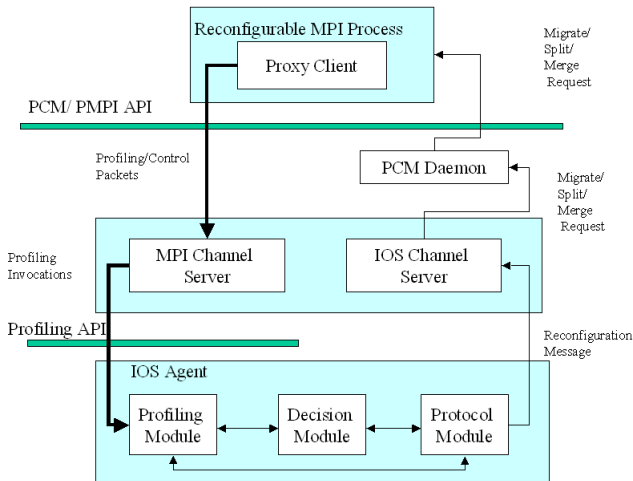 Reconfigurable MPI Process
Proxy Client
Migrate/
Split/
Merge
Request
PCM/ PMPI API
Profiling/Control
Packets
PCM Daemon
Migrate/
Split/
Merge
Request
Profiling
Invocations
MPI Channel
Server
IOS Channel
Server
Profiling API
Reconfiguration
Message
IOS Agent
Profiling
Module
Decision
Module
Protocol
Module